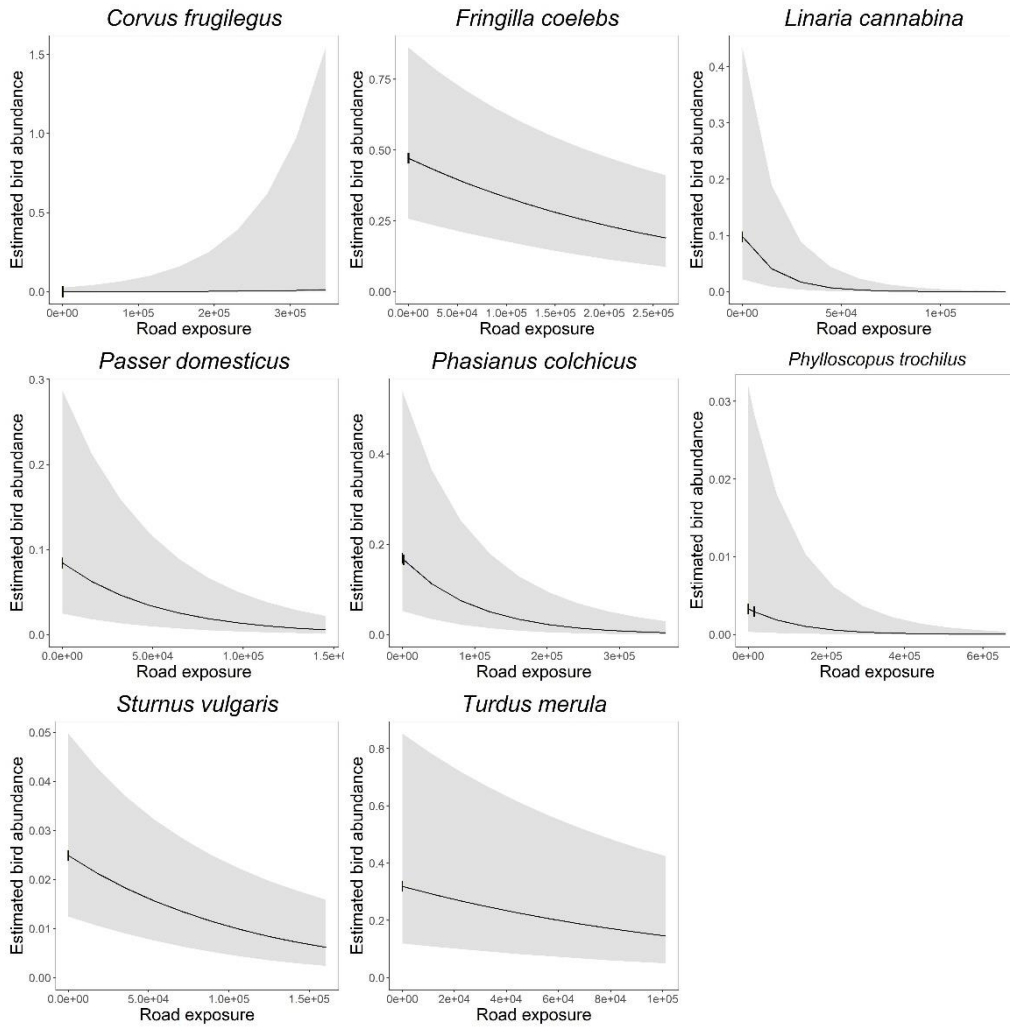 Corvus frugilegus
Estimated bird abundance
1.5
1.0
0.5
0.0
0e+00 1e+05 2e+05 3e+05
Road exposure
Fringilla coelebs
Estimated bird abundance
0.75
0.50
0.25
0.00
0.0e+00 5.0e+04 1.0e+05 1.5e+05 2.0e+05 2.5e+05
Road exposure
Linaria cannabina
Estimated bird abundance
0.4
0.3
0.2
0.1
0.0
0e+00 5e+04 1e+05
Road exposure
Passer domesticus
Estimated bird abundance
0.3
0.2
0.1
0.0
0.0e+00 5.0e+04 1.0e+05 1.5e+(
Road exposure
Phasianus colchicus
Estimated bird abundance
0.4
0.2
0.0
0e+00 1e+05 2e+05 3e+05
Road exposure
Phylloscopus trochilus
Estimated bird abundance
0.03
0.02
0.01
0.00
0e+00 2e+05 4e+05 6e+05
Road exposure
Sturnus vulgaris
Estimated bird abundance
0.05
0.04
0.03
0.02
0.01
0.00
0.0e+00 5.0e+04 1.0e+05 1.5e+05
Road exposure
Turdus merula
Estimated bird abundance
0.8
0.6
0.4
0.2
0.0
0e+00 2e+04 4e+04 6e+04 8e+04 1e+05
Road exposure